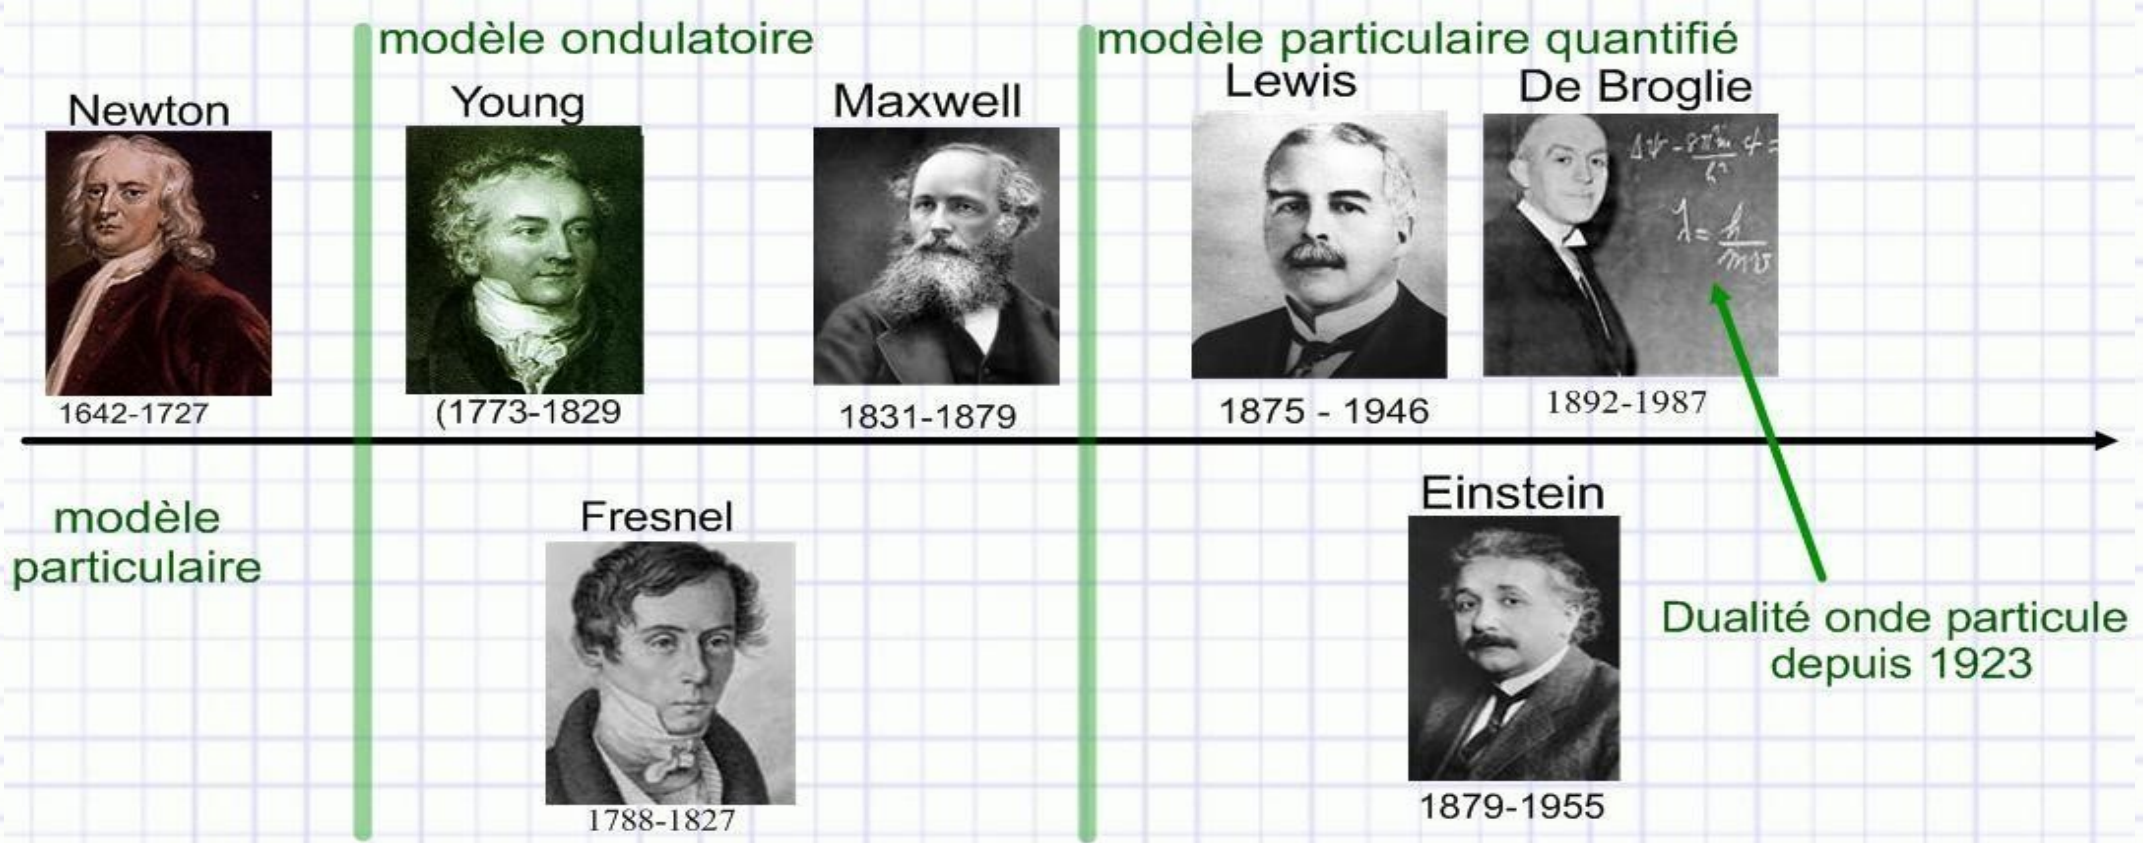 modèle ondulatoire
modèle particulaire quantifié
Newton
Young
Maxwell
Lewis
De Broglie
λ = h / mv
1642-1727
(1773-1829
1831-1879
1875 - 1946
1892-1987
modèle
particulaire
Fresnel
1788-1827
Einstein
1879-1955
Dualité onde particule
depuis 1923